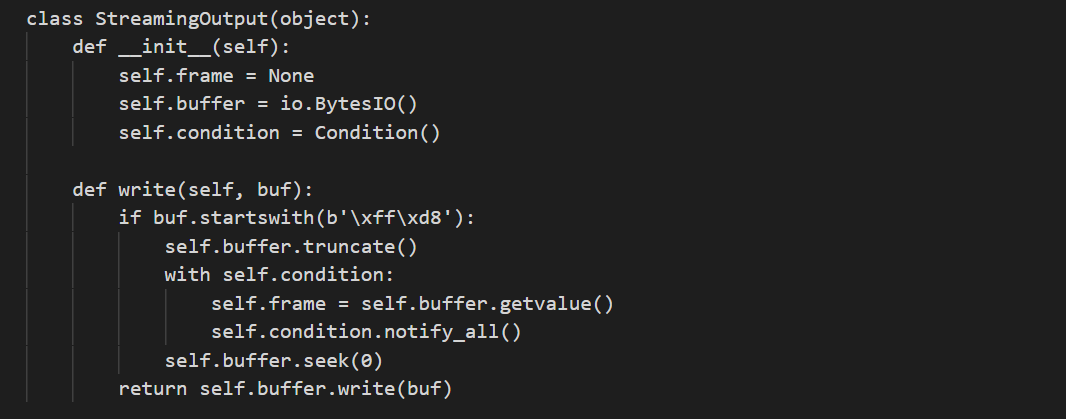 class StreamingOutput(object):
    def __init__(self):
        self.frame = None
        self.buffer = io.BytesIO()
        self.condition = Condition()

    def write(self, buf):
        if buf.startswith(b'\xff\xd8'):
            self.buffer.truncate()
            with self.condition:
                self.frame = self.buffer.getvalue()
                self.condition.notify_all()
            self.buffer.seek(0)
        return self.buffer.write(buf)